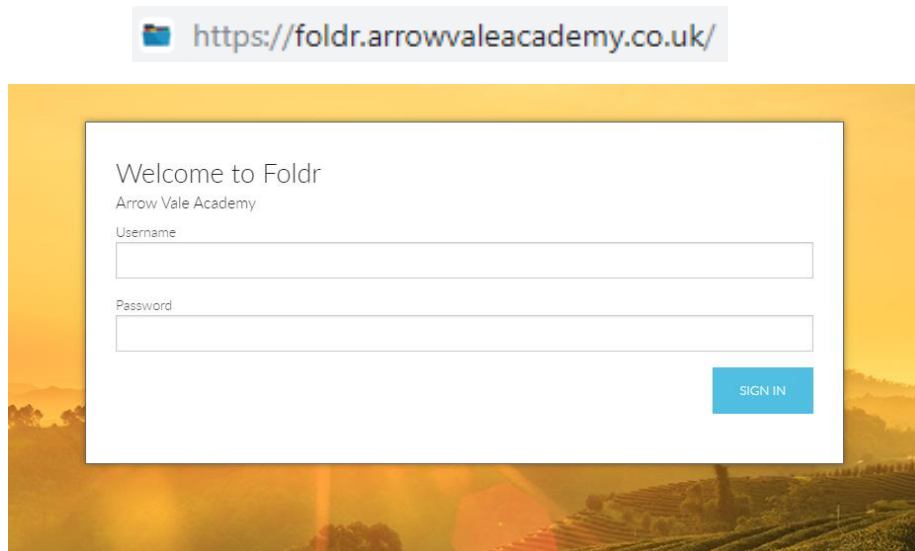 https://foldr.arrowvaleacademy.co.uk/
Welcome to Foldr
Arrow Vale Academy
Username
Password
SIGN IN